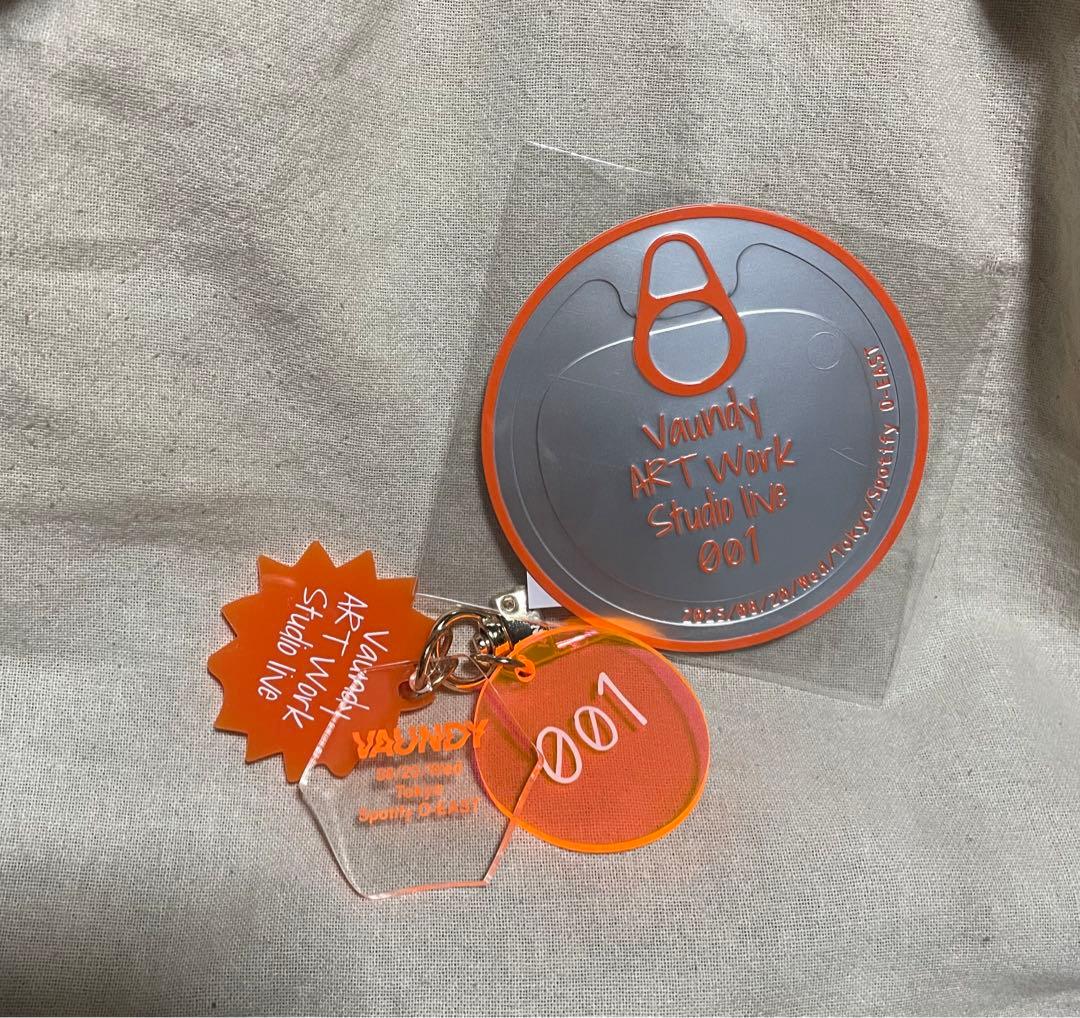 Vaundy
ART Work
Studio live
001
2025/08/20/Wed/Tokyo/Spotify O-EAST
Vaundy
ART Work
Studio live
VAUNDY
08/20 Wed
Tokyo
Spotify O-EAST
001